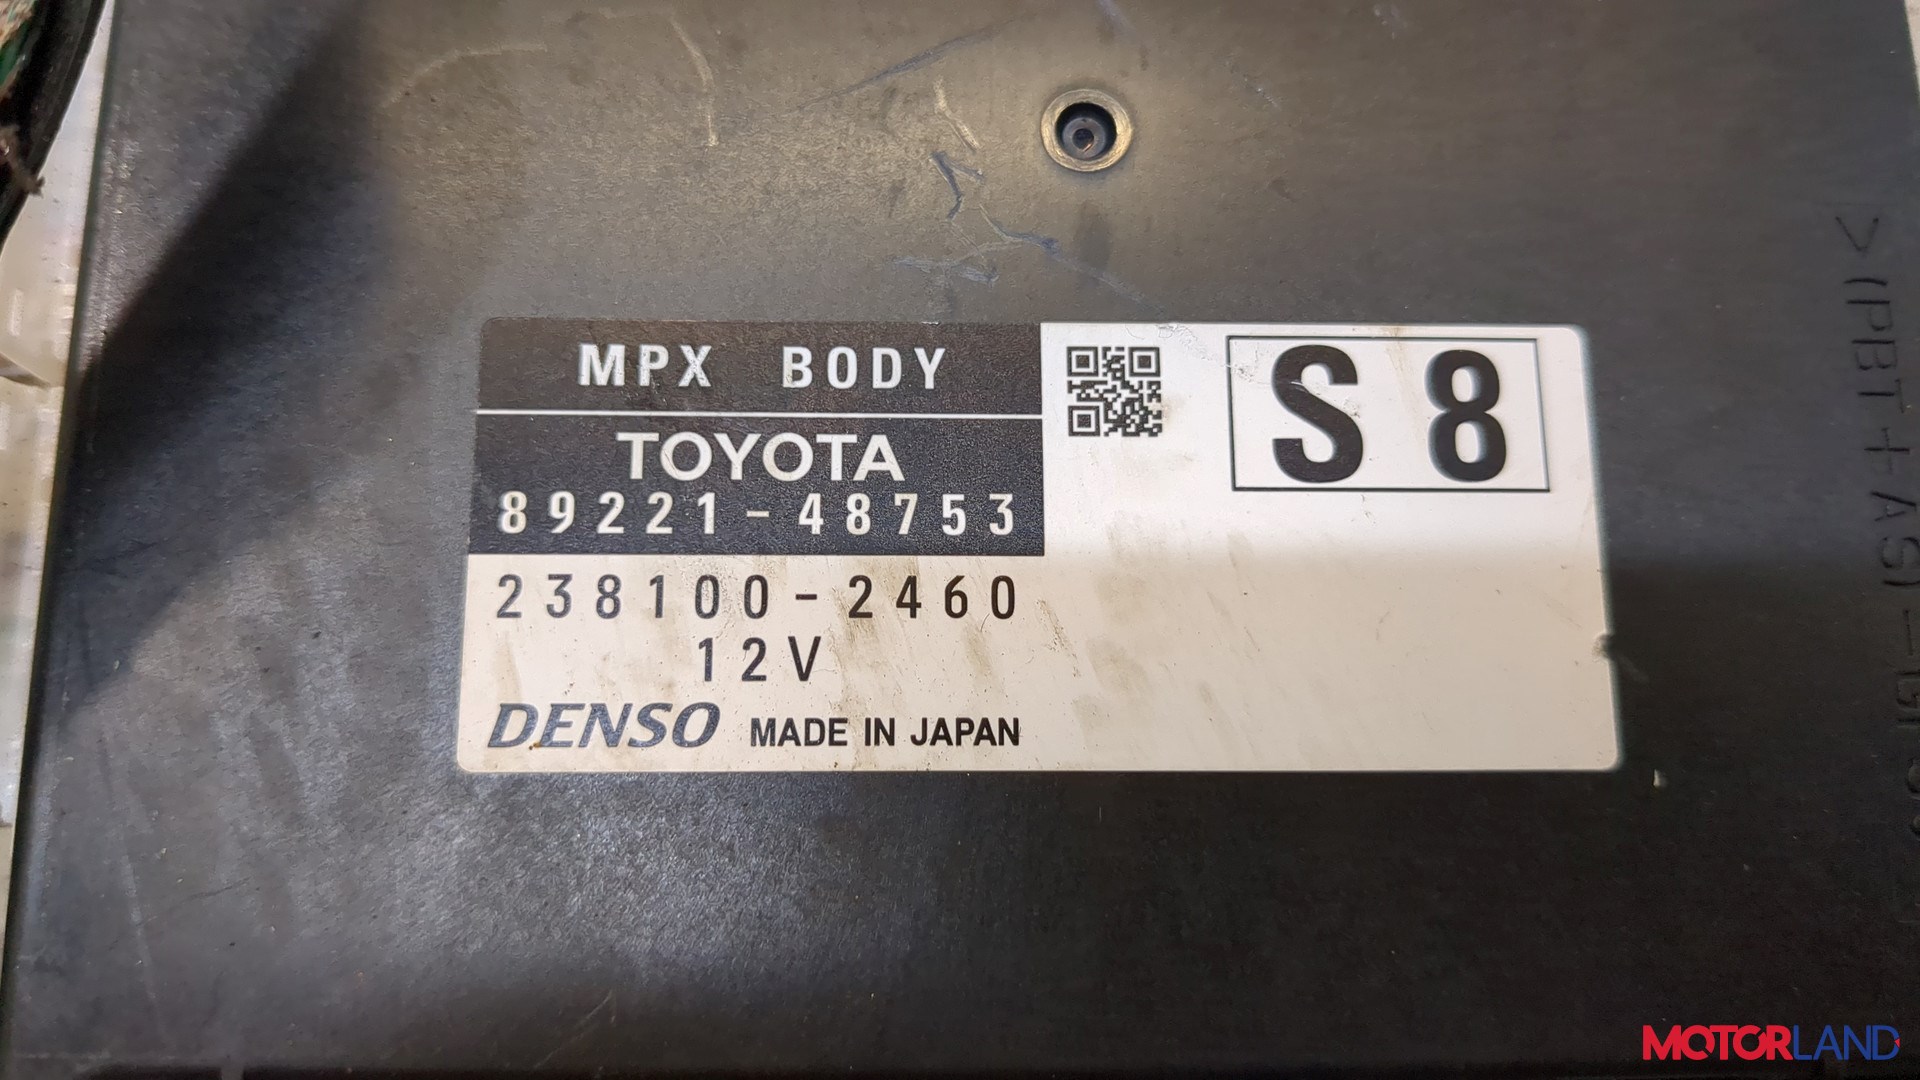 MPX BODY
TOYOTA
89221-48753
238100-2460
12V
DENSO MADE IN JAPAN
S8
MOTORLAND